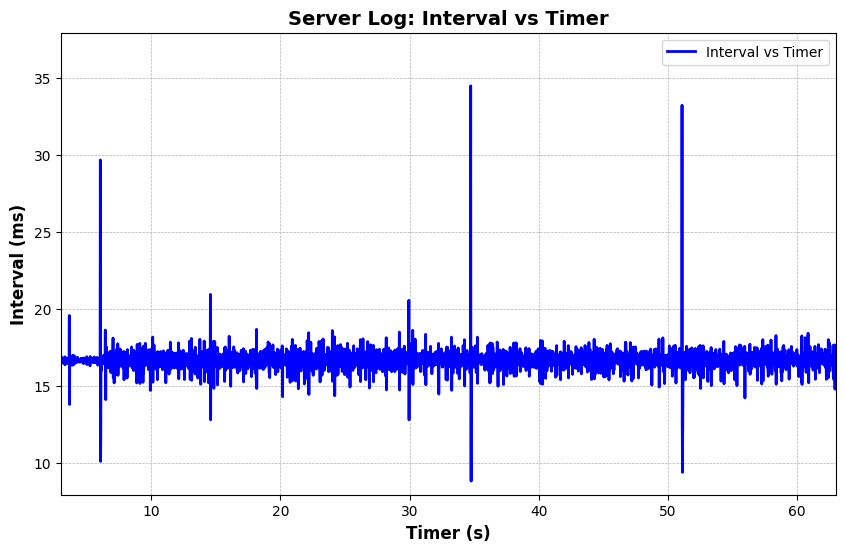 Server Log: Interval vs Timer
Interval vs Timer
35
30
25
20
15
10
Interval (ms)
10 20 30 40 50 60
Timer (s)